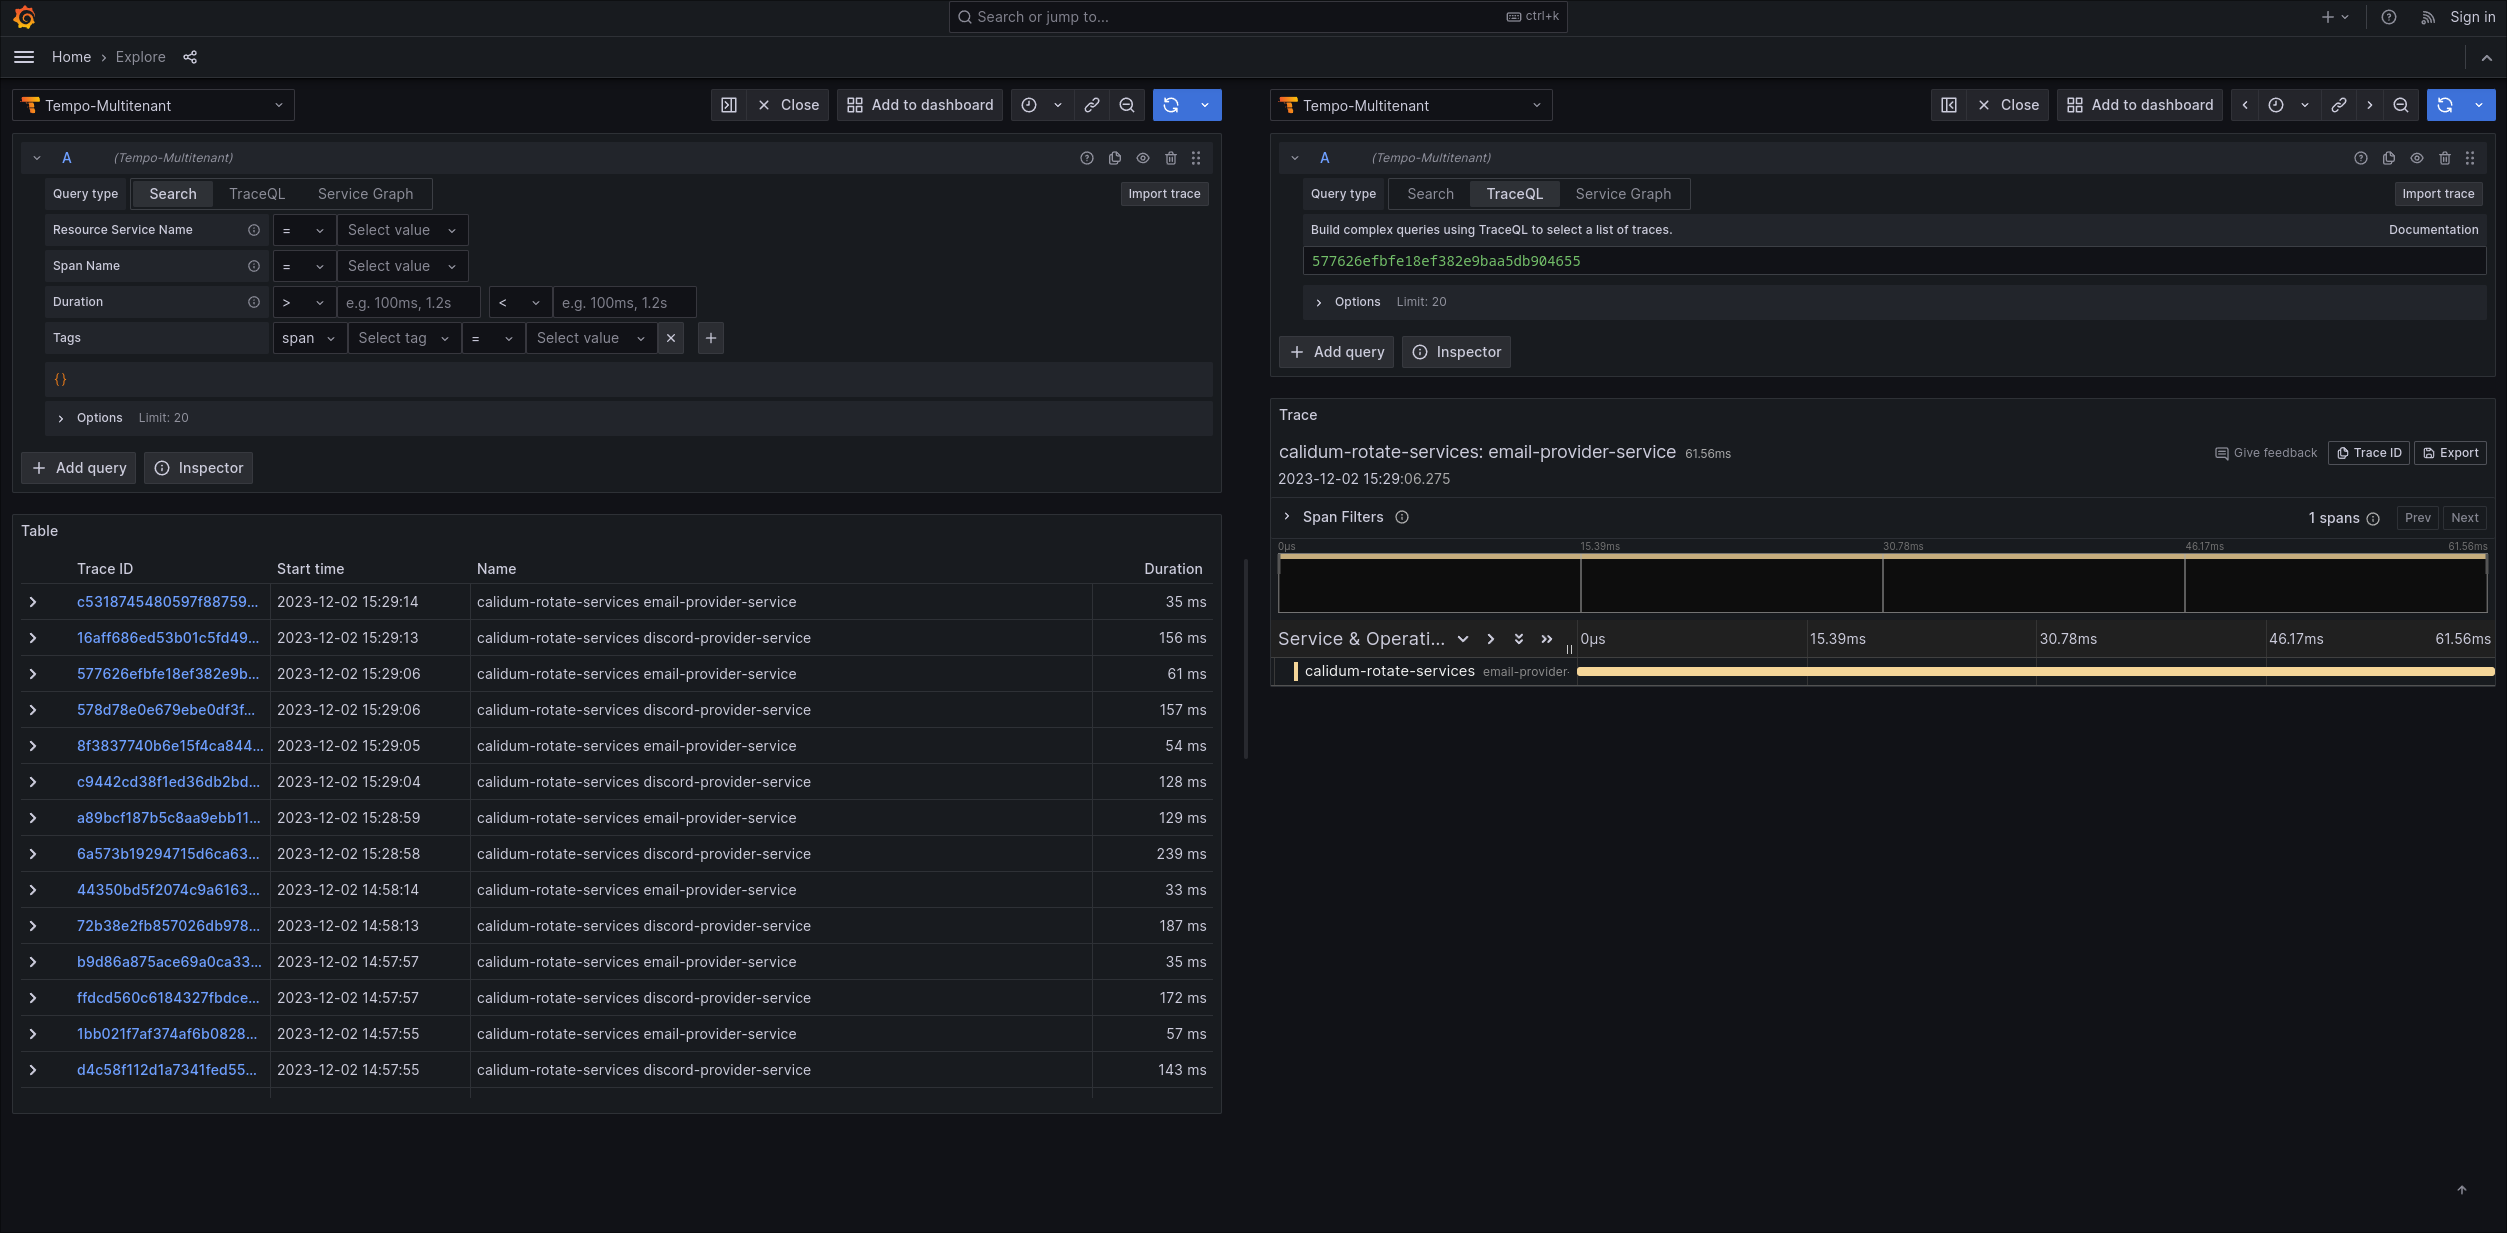 Search or jump to... ctrl+k Sign in
Home Explore
Tempo-Multitenant Close Add to dashboard
A (Tempo-Multitenant)
Query type Search TraceQL Service Graph Import trace
Resource Service Name = Select value
Span Name = Select value
Duration > e.g. 100ms, 1.2s < e.g. 100ms, 1.2s
Tags span Select tag = Select value
{}
Options Limit: 20
Add query Inspector
Table
Trace ID Start time Name Duration
c5318745480597f88759... 2023-12-02 15:29:14 calidum-rotate-services email-provider-service 35 ms
16aff686ed53b01c5fd49... 2023-12-02 15:29:13 calidum-rotate-services discord-provider-service 156 ms
577626efbfe18ef382e9b... 2023-12-02 15:29:06 calidum-rotate-services email-provider-service 61 ms
578d78e0e679ebe0df3f... 2023-12-02 15:29:06 calidum-rotate-services discord-provider-service 157 ms
8f3837740b6e15f4ca844... 2023-12-02 15:29:05 calidum-rotate-services email-provider-service 54 ms
c9442cd38f1ed36db2bd... 2023-12-02 15:29:04 calidum-rotate-services discord-provider-service 128 ms
a89bcf187b5c8aa9ebb11... 2023-12-02 15:28:59 calidum-rotate-services email-provider-service 129 ms
6a573b19294715d6ca63... 2023-12-02 15:28:58 calidum-rotate-services discord-provider-service 239 ms
44350bd5f2074c9a6163... 2023-12-02 14:58:14 calidum-rotate-services email-provider-service 33 ms
72b38e2fb857026db978... 2023-12-02 14:58:13 calidum-rotate-services discord-provider-service 187 ms
b9d86a875ace69a0ca33... 2023-12-02 14:57:57 calidum-rotate-services email-provider-service 35 ms
ffdcd560c6184327fbdce... 2023-12-02 14:57:57 calidum-rotate-services discord-provider-service 172 ms
1bb021f7af374af6b0828... 2023-12-02 14:57:55 calidum-rotate-services email-provider-service 57 ms
d4c58f112d1a7341fed55... 2023-12-02 14:57:55 calidum-rotate-services discord-provider-service 143 ms
Tempo-Multitenant Close Add to dashboard
A (Tempo-Multitenant)
Query type Search TraceQL Service Graph Import trace
Build complex queries using TraceQL to select a list of traces. Documentation
577626efbfe18ef382e9baa5db904655
Options Limit: 20
Add query Inspector
Trace
calidum-rotate-services: email-provider-service 61.56ms Give feedback Trace ID Export
2023-12-02 15:29:06.275
Span Filters 1 spans Prev Next
0μs 15.39ms 30.78ms 46.17ms 61.56ms
Service & Operati... 0μs 15.39ms 30.78ms 46.17ms 61.56ms
calidum-rotate-services email-provider-